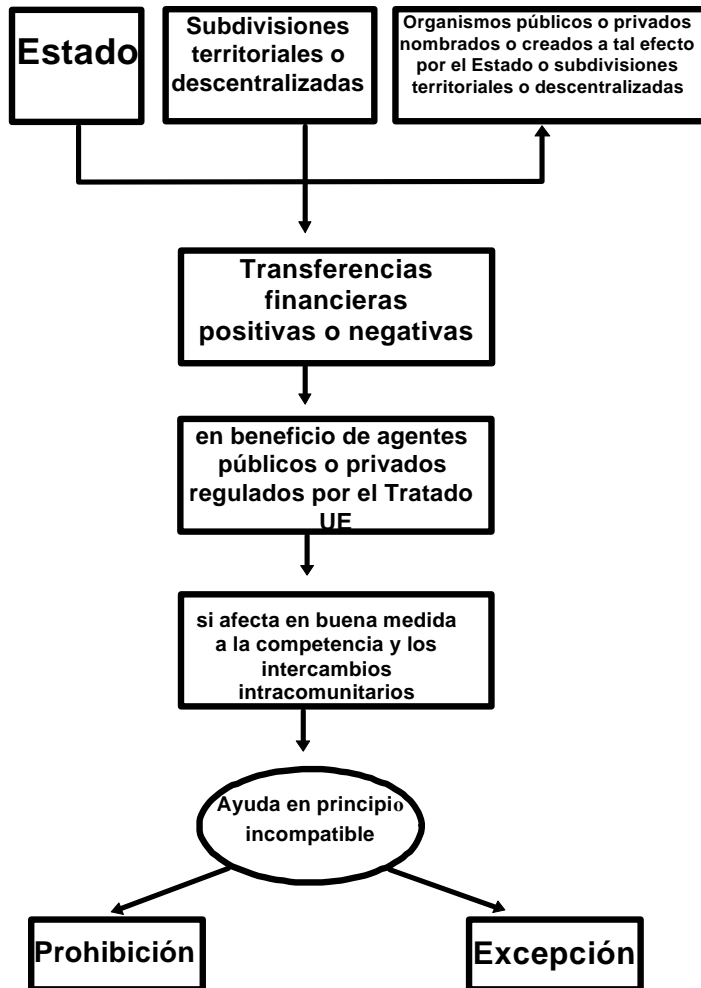 Estado
Subdivisiones
territoriales o
descentralizadas
Organismos públicos o privados
nombrados o creados a tal efecto
por el Estado o subdivisiones
territoriales o descentralizadas
Transferencias
financieras
positivas o negativas
en beneficio de agentes
públicos o privados
regulados por el Tratado
UE
si afecta en buena medida
a la competencia y los
intercambios
intracomunitarios
Ayuda en principio
incompatible
Prohibición
Excepción